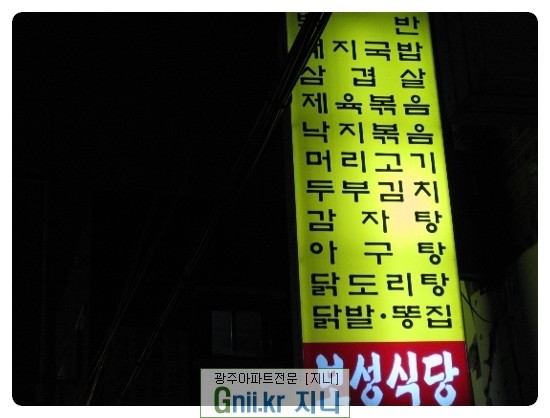 돼지국밥
삼겹살
제육볶음
낙지볶음
머리고기
두부김치
감자탕
아구탕
닭도리탕
닭발·똥집
보성식당
광주아파트전문 [지니]
Gnii.kr 지니